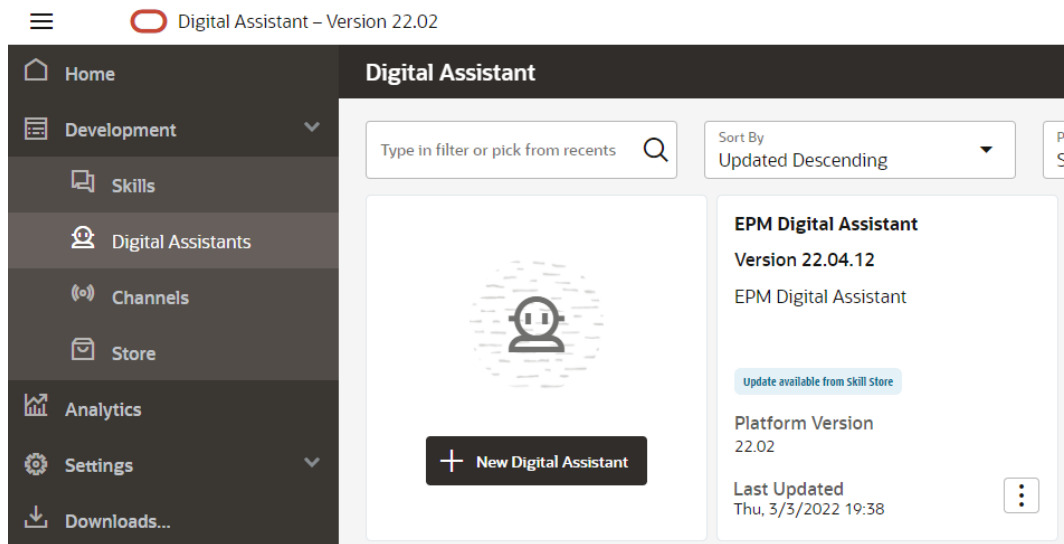 Digital Assistant – Version 22.02
Home
Development
Skills
Digital Assistants
Channels
Store
Analytics
Settings
Downloads...
Digital Assistant
Type in filter or pick from recents
Sort By
Updated Descending
New Digital Assistant
EPM Digital Assistant
Version 22.04.12
EPM Digital Assistant
Update available from Skill Store
Platform Version
22.02
Last Updated
Thu, 3/3/2022 19:38